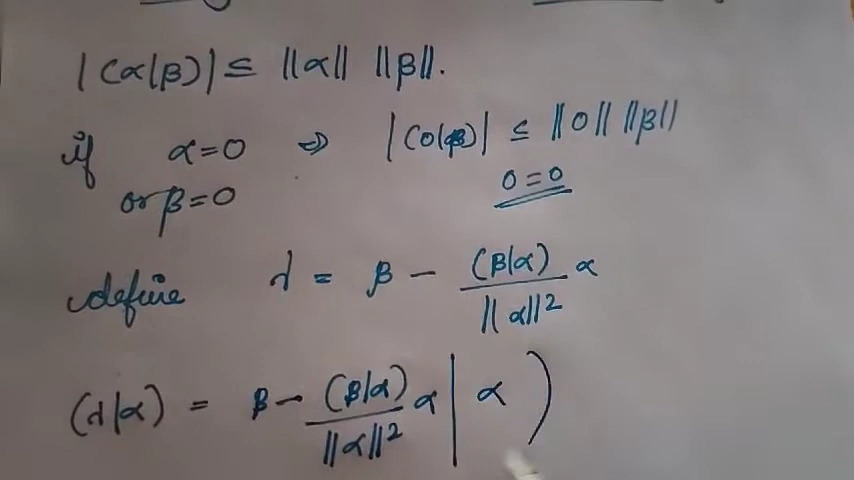 |(α|β)| ≤ ||α|| ||β||.
if α=0 ⇒ |(0|β)| ≤ ||0|| ||β||
or β=0 0=0
define γ = β - (β|α)/||α||² α
(γ|α) = β - (β|α)/||α||² α | α )